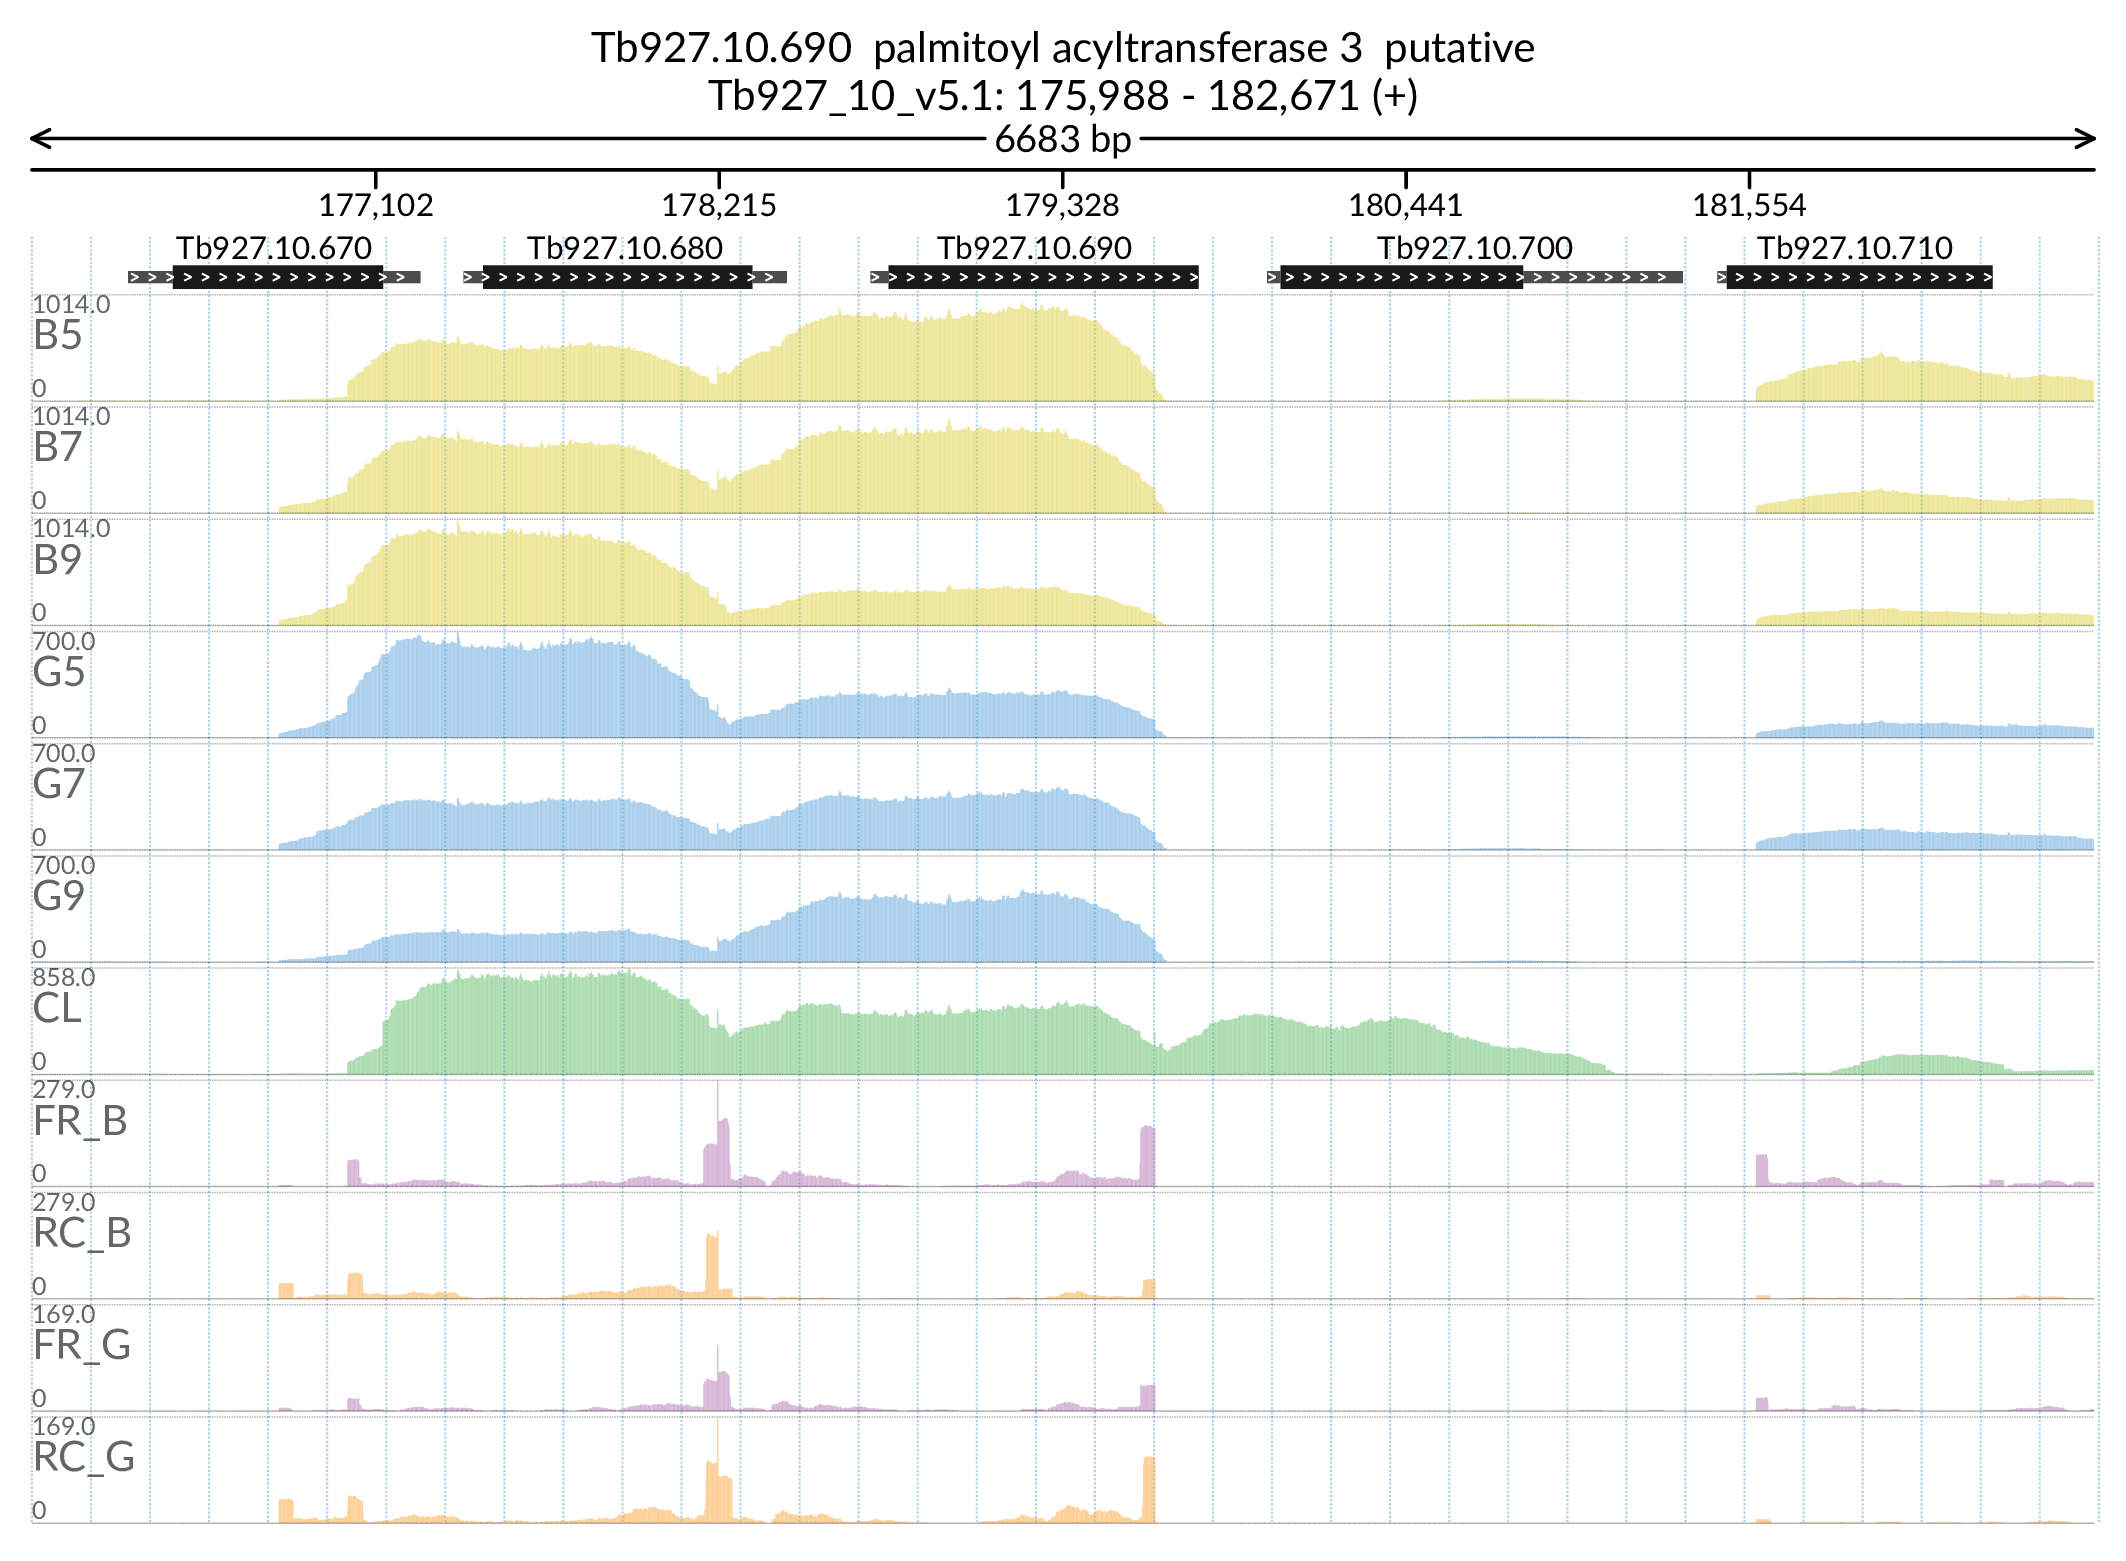 Tb927.10.690  palmitoyl acyltransferase 3  putative
Tb927_10_v5.1: 175,988 - 182,671 (+)
6683 bp
177,102 178,215 179,328 180,441 181,554
Tb927.10.670 Tb927.10.680 Tb927.10.690 Tb927.10.700 Tb927.10.710
1014.0
B5
0
1014.0
B7
0
1014.0
B9
0
700.0
G5
0
700.0
G7
0
700.0
G9
0
858.0
CL
0
279.0
FR_B
0
279.0
RC_B
0
169.0
FR_G
0
169.0
RC_G
0